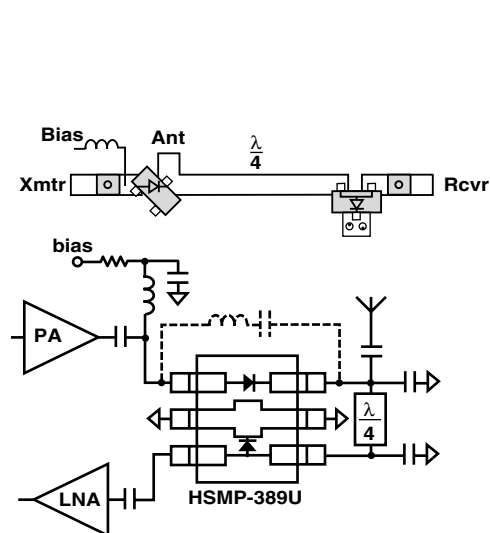 Bias
Ant
λ
4
Xmtr
Rcvr
bias
PA
λ
4
LNA
HSMP-389U